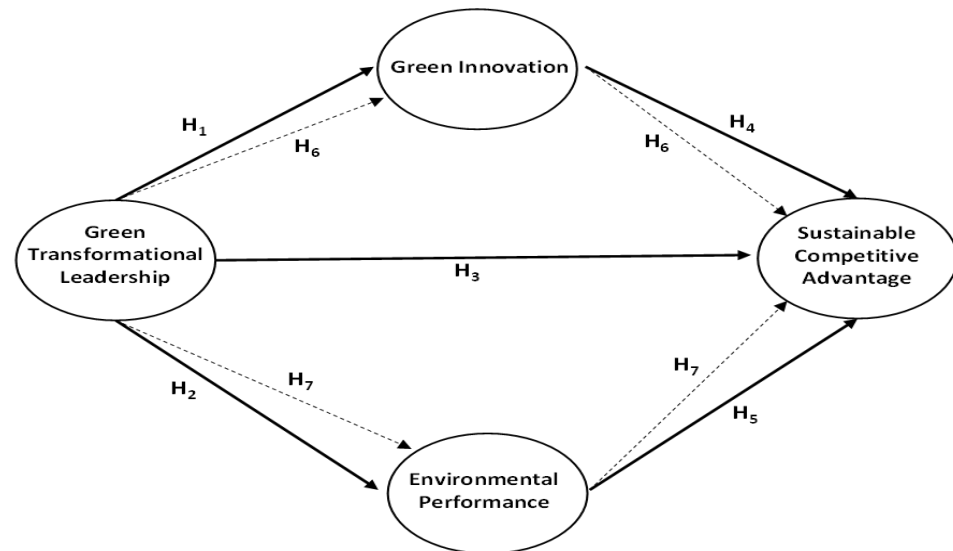 Green Innovation
H₁
H₆
H₄
H₆
Green
Transformational
Leadership
Sustainable
Competitive
Advantage
H₃
H₂
H₇
H₇
H₅
Environmental
Performance